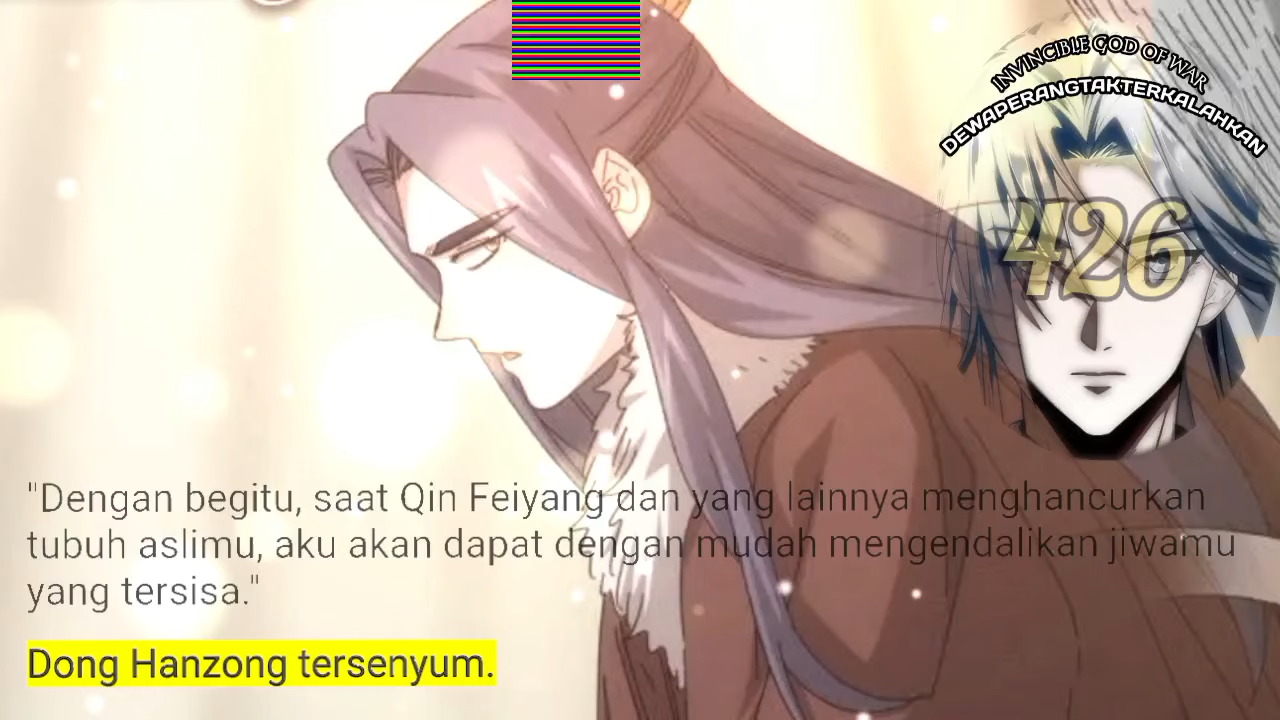 INVINCIBLE GOD OF WAR
DEWAPERANGTAKTERKALAHKAN
426
"Dengan begitu, saat Qin Feiyang dan yang lainnya menghancurkan
tubuh aslimu, aku akan dapat dengan mudah mengendalikan jiwamu
yang tersisa."
Dong Hanzong tersenyum.